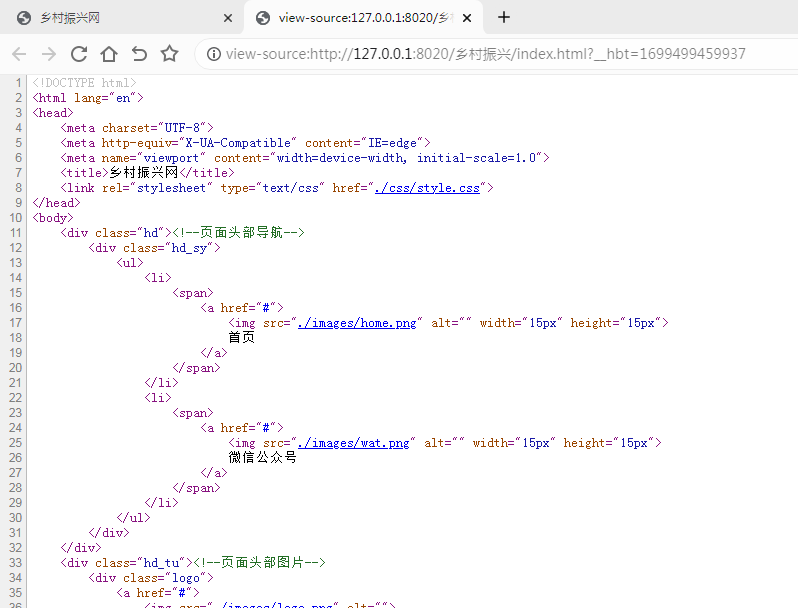 乡村振兴网
view-source:127.0.0.1:8020/乡
view-source:http://127.0.0.1:8020/乡村振兴/index.html?__hbt=1699499459937
1 <!DOCTYPE html>
2 <html lang="en">
3 <head>
4 <meta charset="UTF-8">
5 <meta http-equiv="X-UA-Compatible" content="IE=edge">
6 <meta name="viewport" content="width=device-width, initial-scale=1.0">
7 <title>乡村振兴网</title>
8 <link rel="stylesheet" type="text/css" href="./css/style.css">
9 </head>
10 <body>
11 <div class="hd"><!--页面头部导航-->
12 <div class="hd_sy">
13 <ul>
14 <li>
15 <span>
16 <a href="#">
17 <img src="./images/home.png" alt="" width="15px" height="15px">
18 首页
19 </a>
20 </span>
21 </li>
22 <li>
23 <span>
24 <a href="#">
25 <img src="./images/wat.png" alt="" width="15px" height="15px">
26 微信公众号
27 </a>
28 </span>
29 </li>
30 </ul>
31 </div>
32 </div>
33 <div class="hd_tu"><!--页面头部图片-->
34 <div class="logo">
35 <a href="#">
36 <img src="./images/logo.png" alt="">